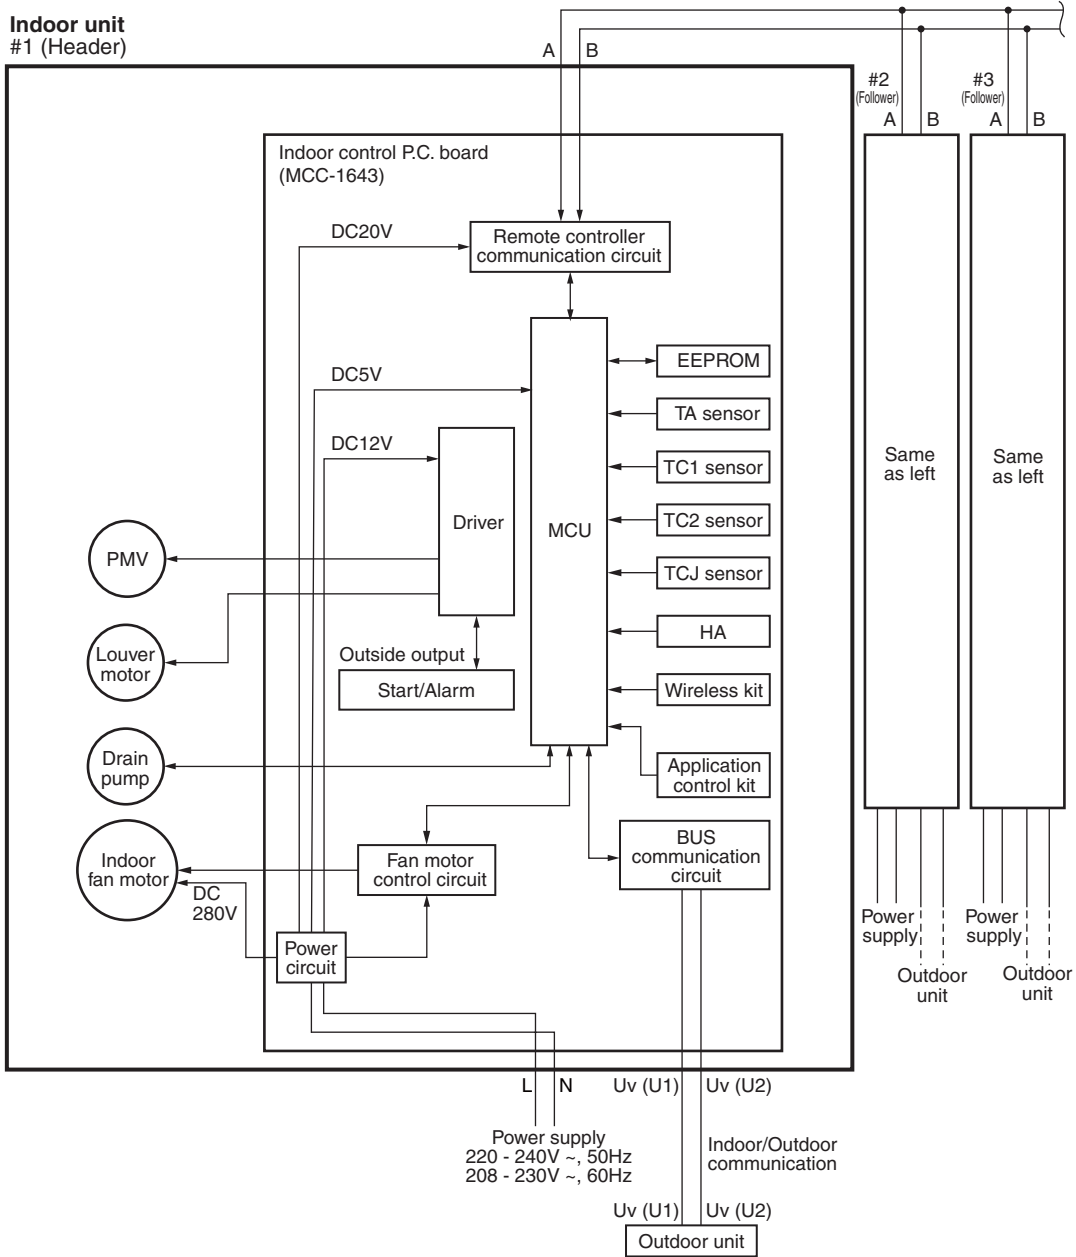 Indoor unit
#1 (Header)
A
B
#2
(Follower)
A
B
#3
(Follower)
A
B
Indoor control P.C. board
(MCC-1643)
DC20V
Remote controller
communication circuit
DC5V
DC12V
Driver
MCU
EEPROM
TA sensor
TC1 sensor
TC2 sensor
TCJ sensor
HA
Wireless kit
Application
control kit
Same
as left
Same
as left
PMV
Louver
motor
Outside output
Start/Alarm
Drain
pump
Indoor
fan motor
DC
280V
Fan motor
control circuit
BUS
communication
circuit
Power
circuit
Power
supply
Outdoor
unit
Power
supply
Outdoor
unit
L
N
Uv (U1)
Uv (U2)
Power supply
220 - 240V ~, 50Hz
208 - 230V ~, 60Hz
Indoor/Outdoor
communication
Uv (U1)
Uv (U2)
Outdoor unit